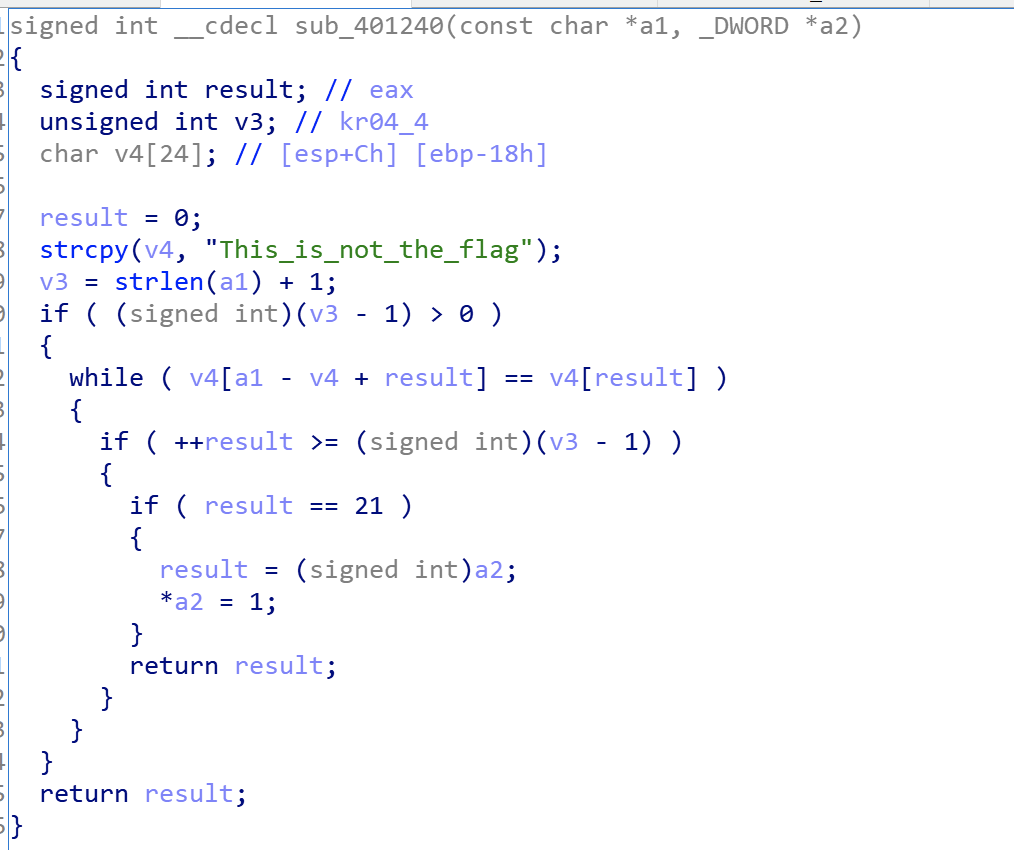 signed int __cdecl sub_401240(const char *a1, _DWORD *a2)
{
signed int result; // eax
unsigned int v3; // kr04_4
char v4[24]; // [esp+Ch] [ebp-18h]
result = 0;
strcpy(v4, "This_is_not_the_flag");
v3 = strlen(a1) + 1;
if ( (signed int)(v3 - 1) > 0 )
{
while ( v4[a1 - v4 + result] == v4[result] )
{
if ( ++result >= (signed int)(v3 - 1) )
{
if ( result == 21 )
{
result = (signed int)a2;
*a2 = 1;
}
return result;
}
}
}
return result;
}